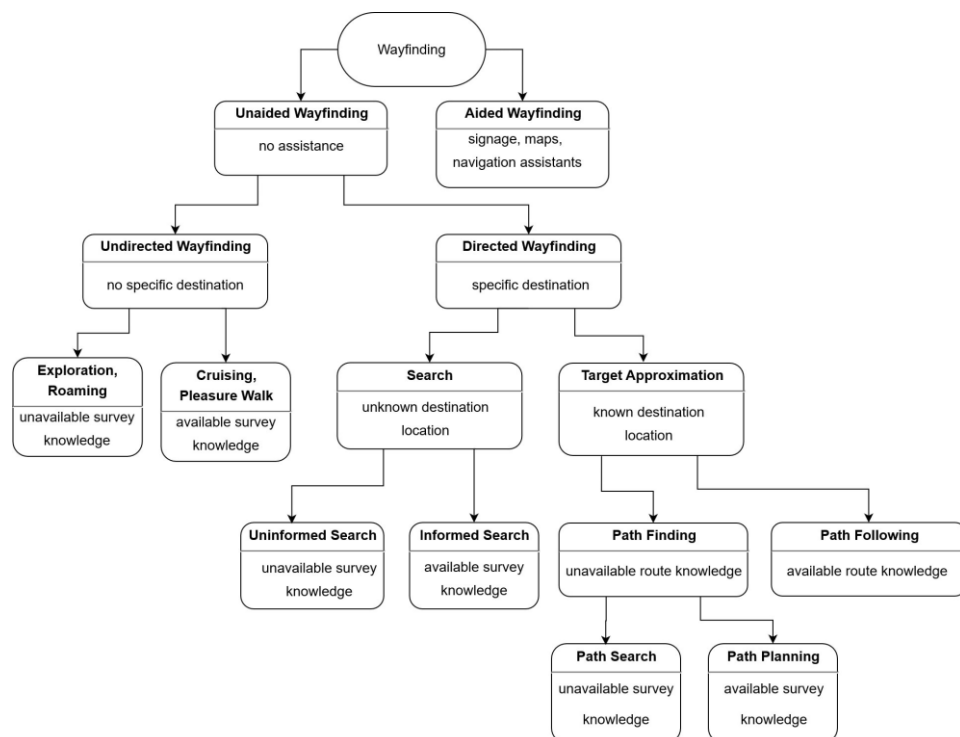 Wayfinding
Unaided Wayfinding
no assistance
Aided Wayfinding
signage, maps,
navigation assistants
Undirected Wayfinding
no specific destination
Directed Wayfinding
specific destination
Exploration,
Roaming
unavailable survey
knowledge
Cruising,
Pleasure Walk
available survey
knowledge
Search
unknown destination
location
Target Approximation
known destination
location
Uninformed Search
unavailable survey
knowledge
Informed Search
available survey
knowledge
Path Finding
unavailable route knowledge
Path Following
available route knowledge
Path Search
unavailable survey
knowledge
Path Planning
available survey
knowledge